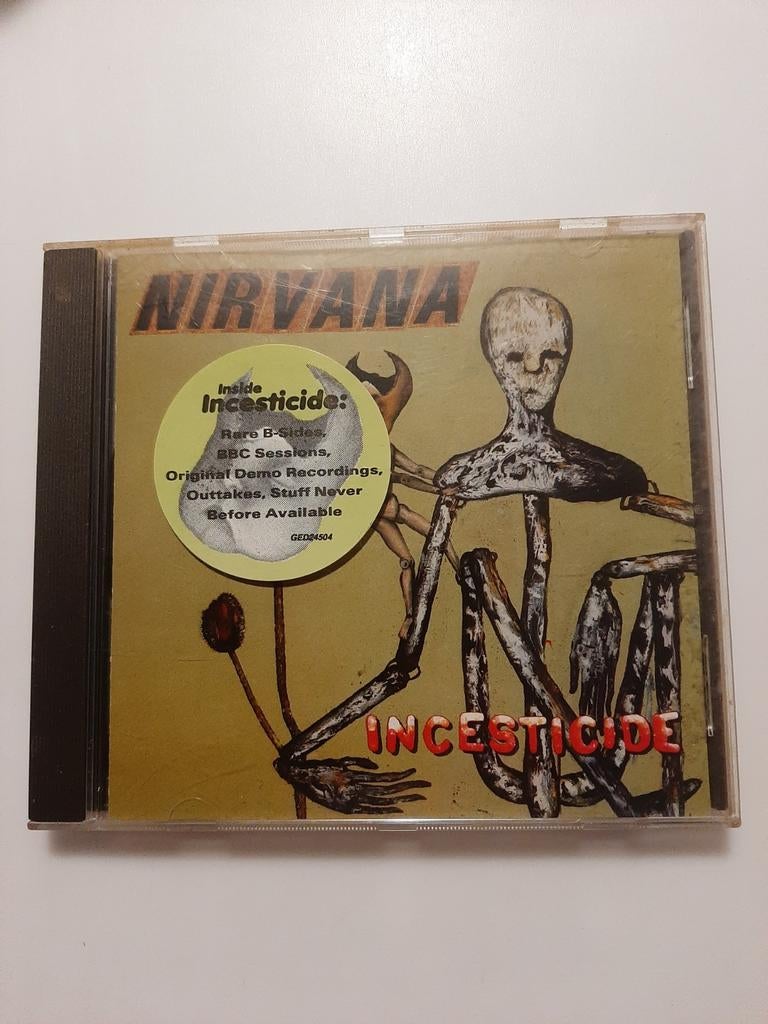 NIRVANA
Inside
Incesticide:
Rare B-Sides,
BBC Sessions,
Original Demo Recordings,
Outtakes, Stuff Never
Before Available
GED24504
INCESTICIDE